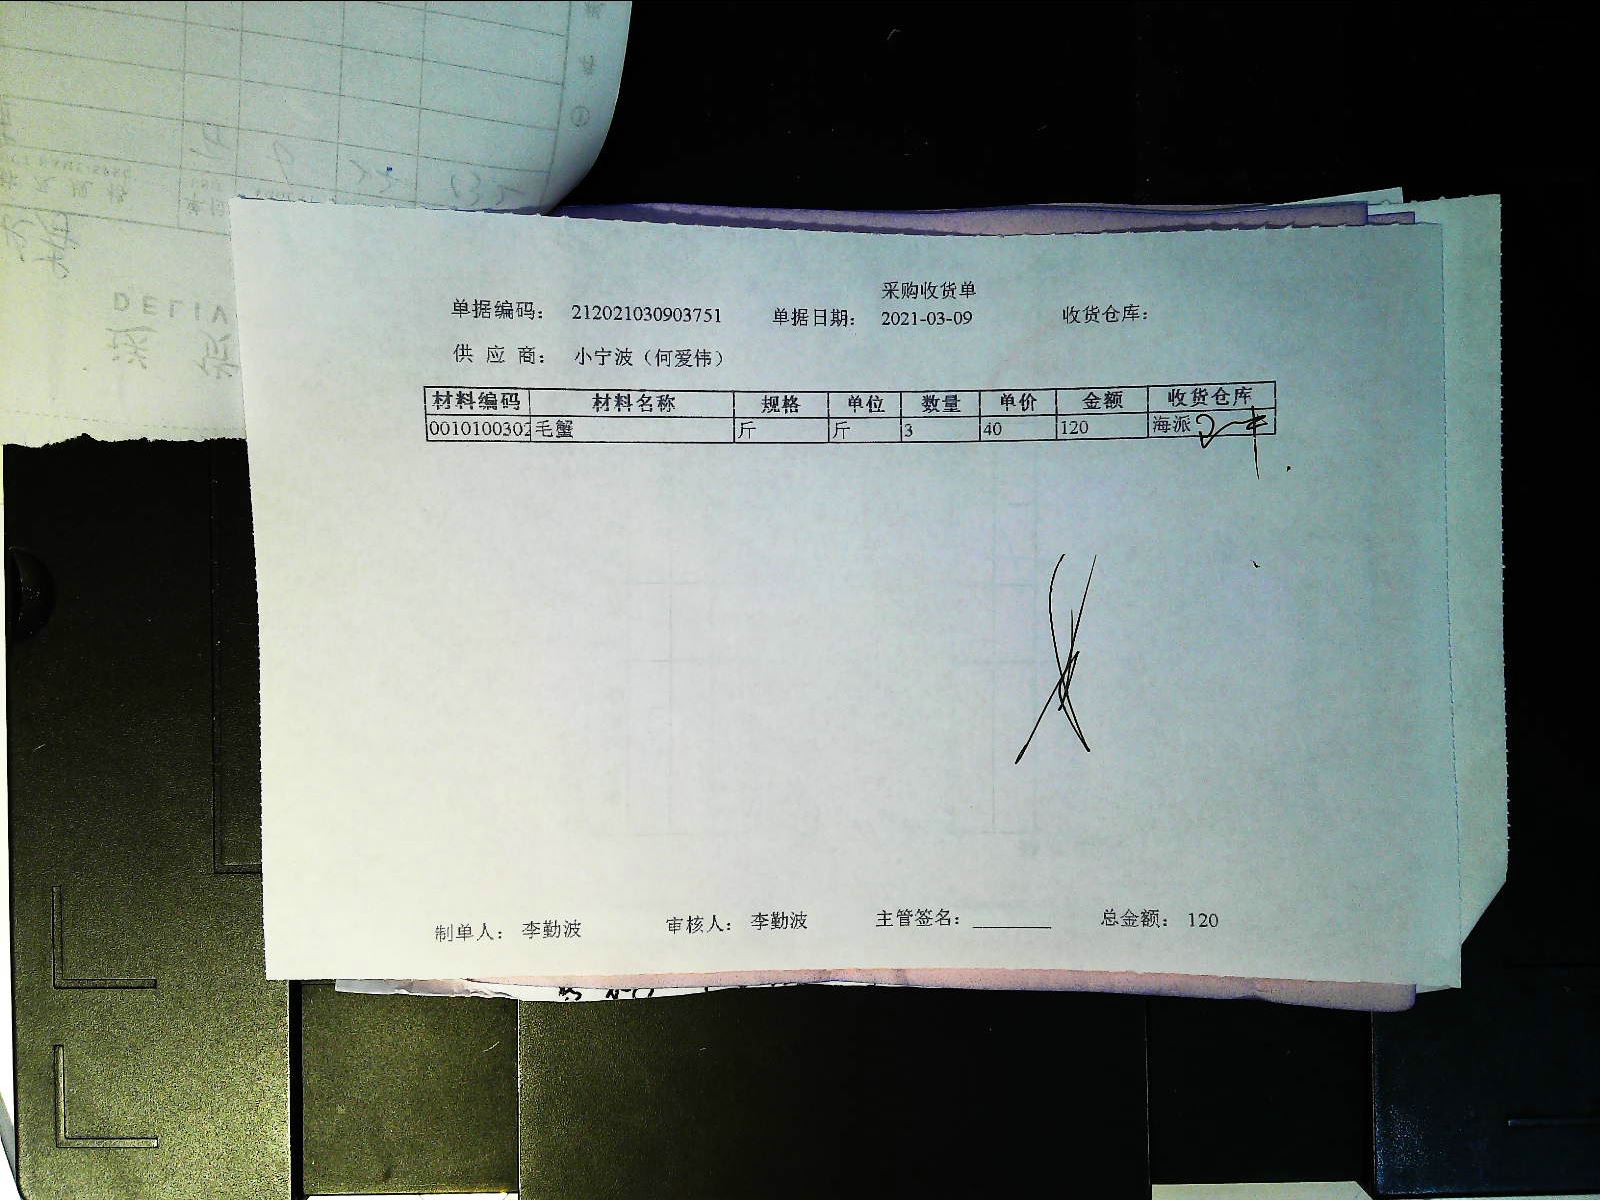 采购收货单
单据编码： 212021030903751 单据日期： 2021-03-09 收货仓库：
供 应 商： 小宁波（何爱伟）
材料编码 材料名称 规格 单位 数量 单价 金额 收货仓库
0010100302 毛蟹 斤 斤 3 40 120 海派
制单人： 李勤波 审核人： 李勤波 主管签名： 总金额： 120
DELIV